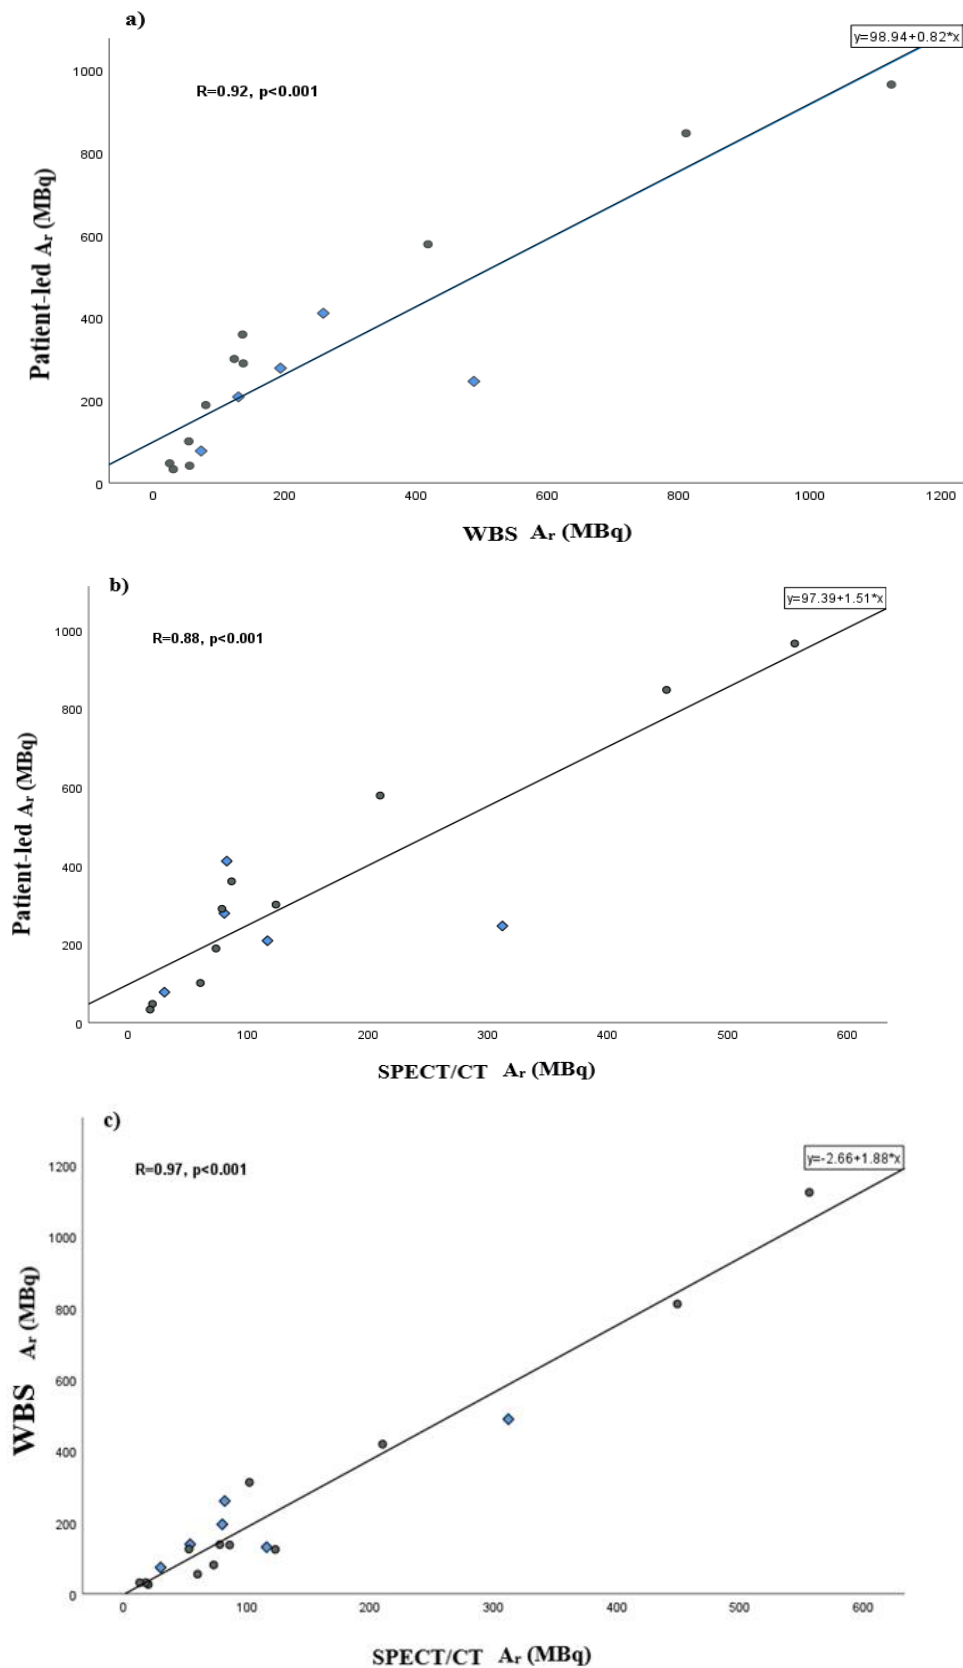 a)
y=98.94+0.82*x
R=0.92, p<0.001
Patient-led Aᵣ (MBq)
1000
800
600
400
200
0
0 200 400 600 800 1000 1200
WBS Aᵣ (MBq)
b)
y=97.39+1.51*x
R=0.88, p<0.001
Patient-led Aᵣ (MBq)
1000
800
600
400
200
0
0 100 200 300 400 500 600
SPECT/CT Aᵣ (MBq)
c)
y=-2.66+1.88*x
R=0.97, p<0.001
WBS Aᵣ (MBq)
1200
1000
800
600
400
200
0
0 100 200 300 400 500 600
SPECT/CT Aᵣ (MBq)